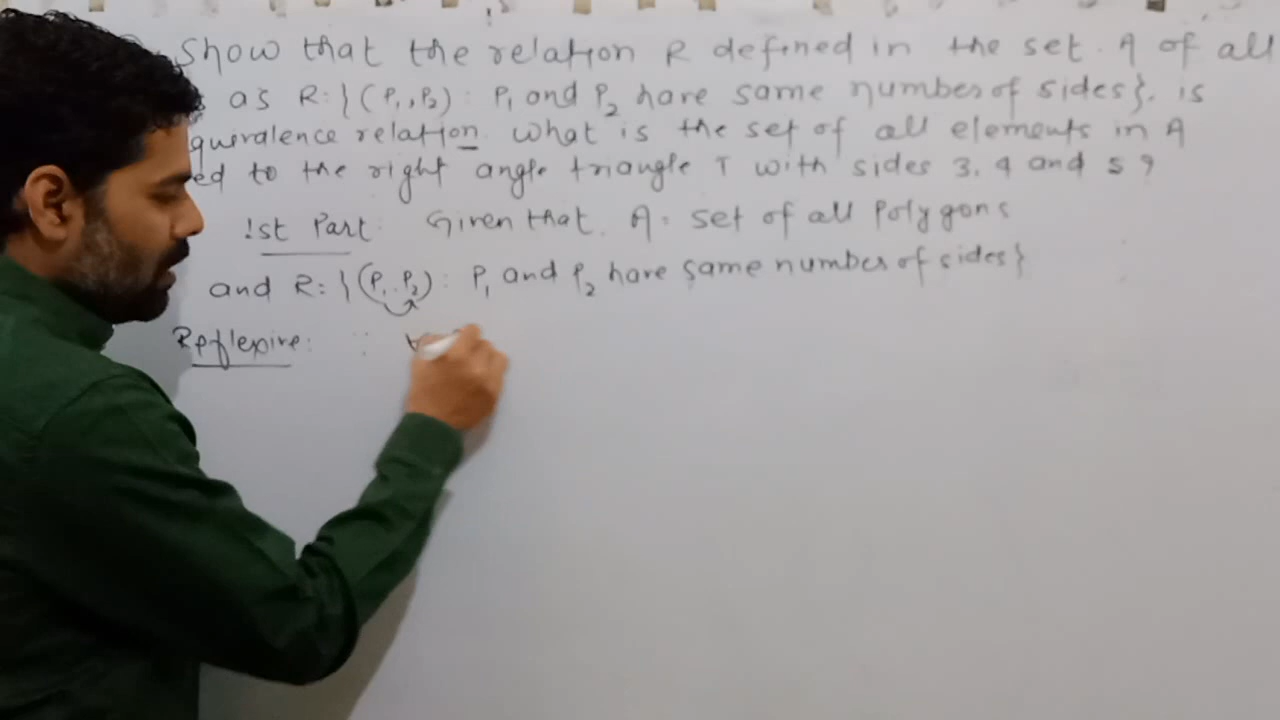 Show that the relation R defined in the set A of all
as R: {(P1, P2) : P1 and P2 have same number of sides}. is
quivalence relation. What is the set of all elements in A
ed to the right angle triangle T with sides 3, 4 and 5 ?
1st Part: Given that. A = set of all Polygons
and R: {(P1, P2) : P1 and P2 have same number of sides}
Reflexive: ∵ ∀